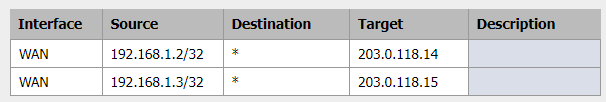 Interface Source Destination Target Description
WAN 192.168.1.2/32 * 203.0.118.14
WAN 192.168.1.3/32 * 203.0.118.15